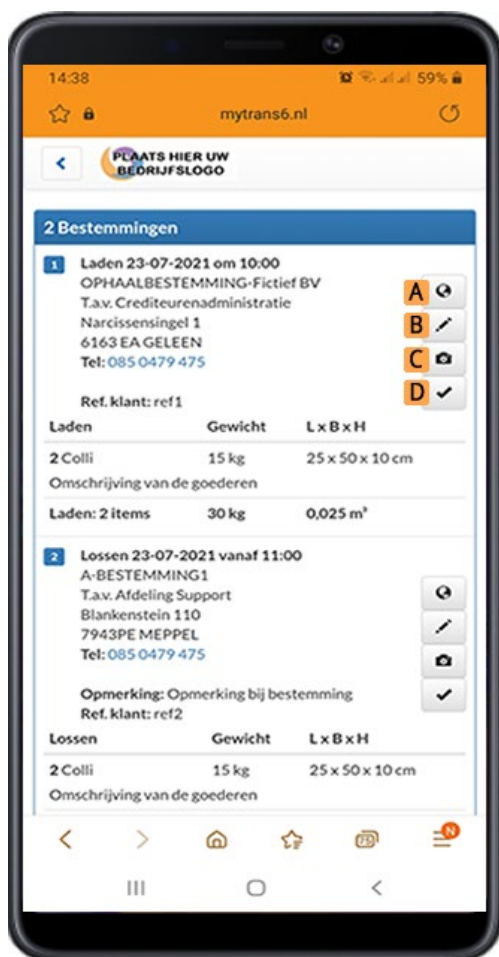 14:38
59%
mytrans6.nl
PLAATS HIER UW
BEDRIJFSLOGO
2 Bestemmingen
1 Laden 23-07-2021 om 10:00
OPHAALBESTEMMING-Fictief BV
T.a.v. Crediteurenadministratie
Narcissensingel 1
6163 EA GELEEN
Tel: 085 0479 475
A
B
C
D
Ref. klant: ref1
Laden Gewicht L x B x H
2 Colli 15 kg 25 x 50 x 10 cm
Omschrijving van de goederen
Laden: 2 items 30 kg 0,025 m³
2 Lossen 23-07-2021 vanaf 11:00
A-BESTEMMING1
T.a.v. Afdeling Support
Blankenstein 110
7943PE MEPPEL
Tel: 085 0479 475
Opmerking: Opmerking bij bestemming
Ref. klant: ref2
Lossen Gewicht L x B x H
2 Colli 15 kg 25 x 50 x 10 cm
Omschrijving van de goederen
N